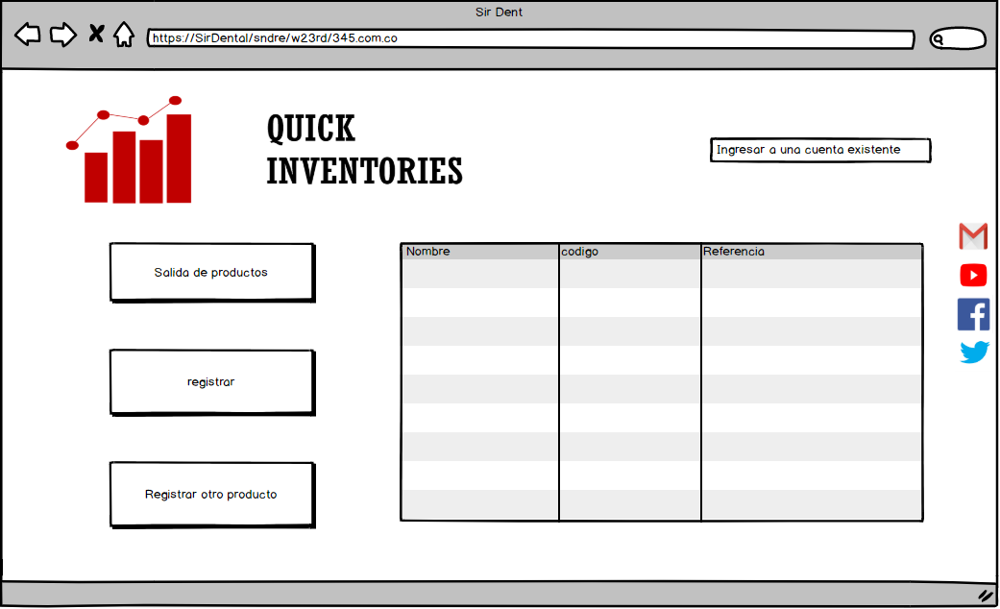 Sir Dent
https://SirDental/sndre/w23rd/345.com.co
QUICK
INVENTORIES
Ingresar a una cuenta existente
Salida de productos
registrar
Registrar otro producto
Nombre codigo Referencia